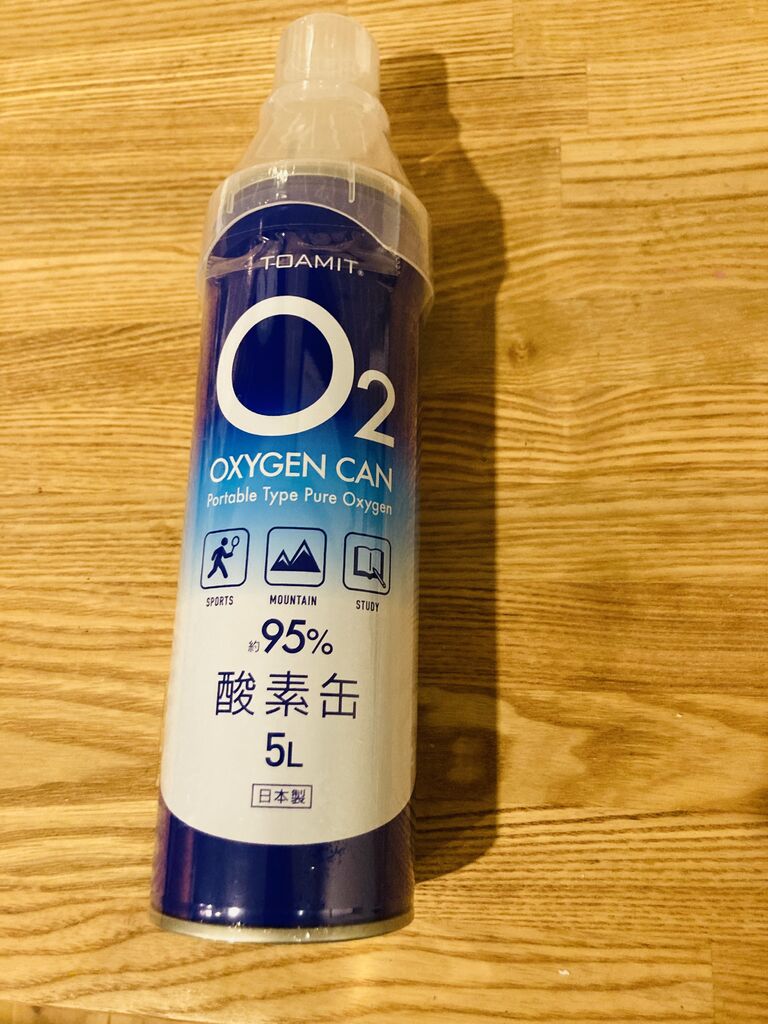 TOAMIT®
O2
OXYGEN CAN
Portable Type Pure Oxygen
SPORTS MOUNTAIN STUDY
約95%
酸素缶
5L
日本製